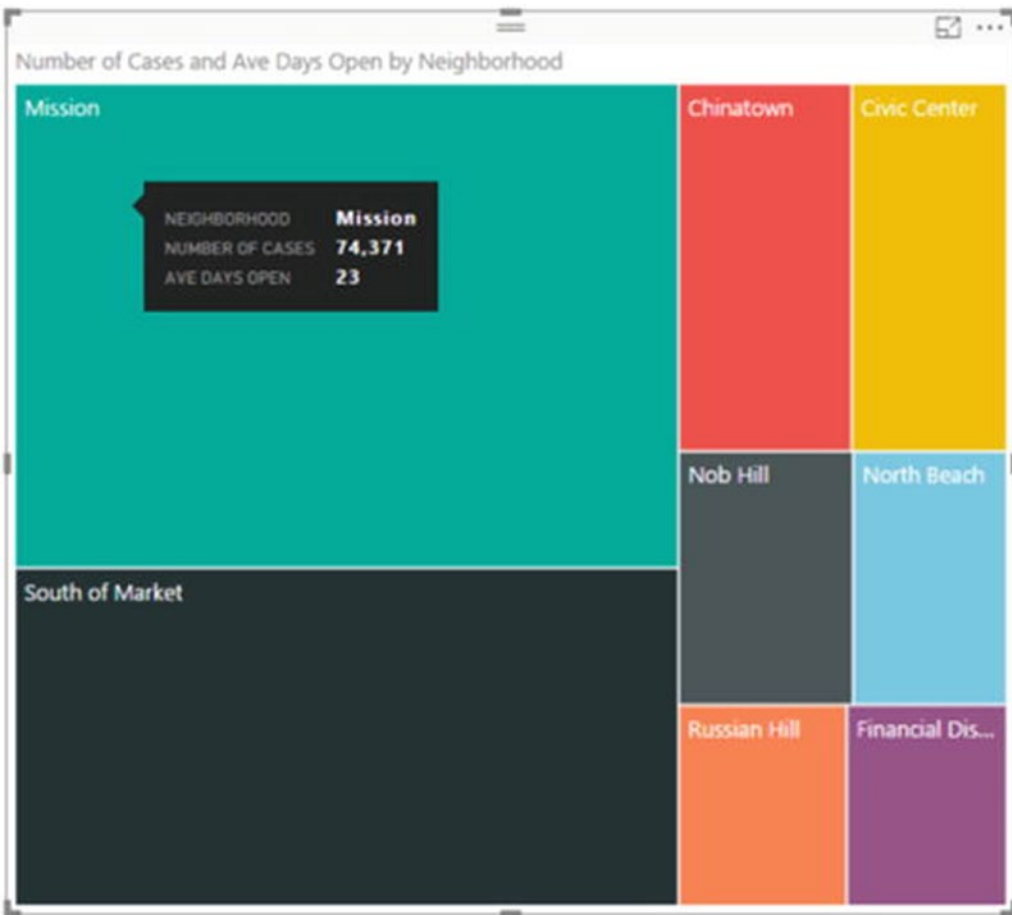 Number of Cases and Ave Days Open by Neighborhood
Mission
Chinatown
Civic Center
NEIGHBORHOOD Mission
NUMBER OF CASES 74,371
AVE DAYS OPEN 23
Nob Hill
North Beach
South of Market
Russian Hill
Financial Dis...